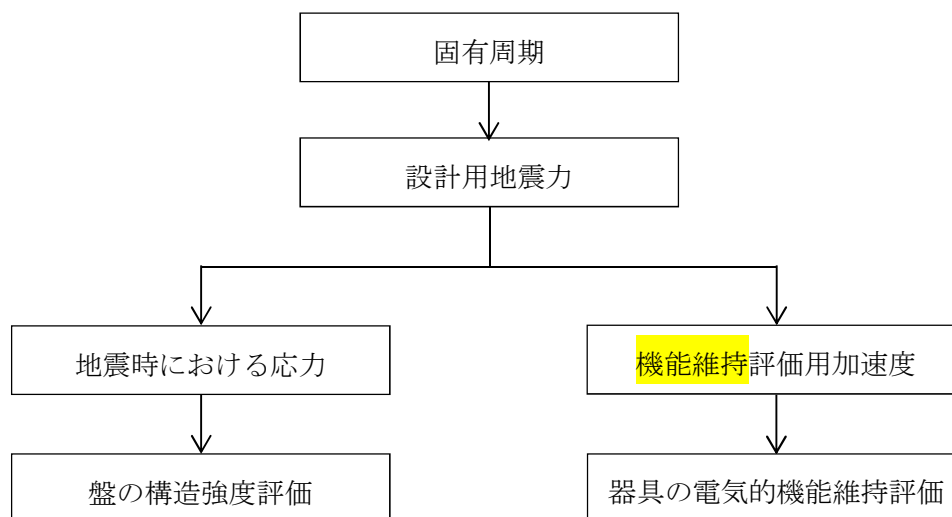 固有周期
設計用地震力
地震時における応力
機能維持評価用加速度
盤の構造強度評価
器具の電気的機能維持評価